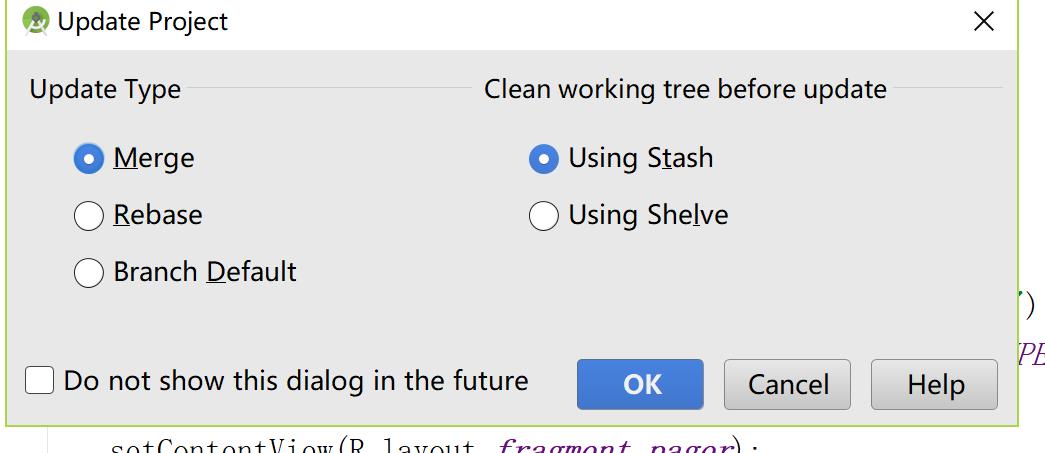 Update Project
Update Type
Clean working tree before update
Merge
Using Stash
Rebase
Using Shelve
Branch Default
')
YPE
Do not show this dialog in the future
OK
Cancel
Help
setContentView(R.layout.fragment_pager);